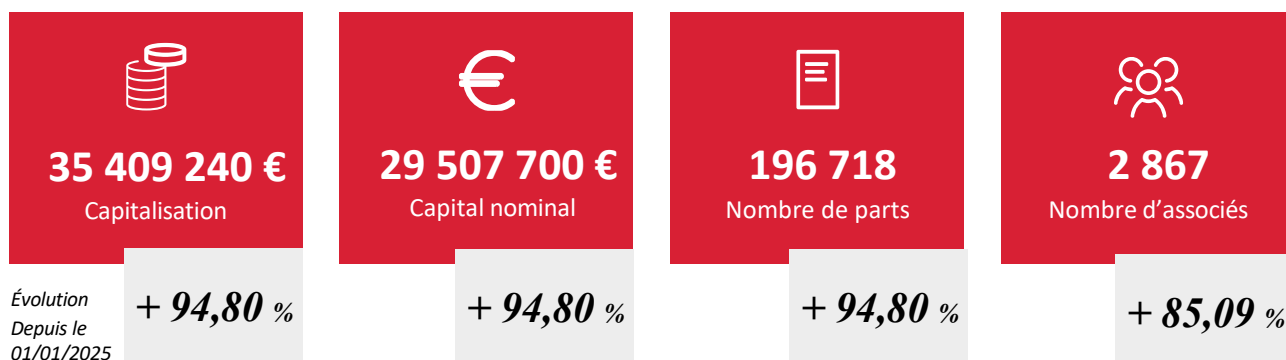 35 409 240 €
Capitalisation
29 507 700 €
Capital nominal
196 718
Nombre de parts
2 867
Nombre d’associés
Évolution
Depuis le
01/01/2025
+ 94,80 %
+ 94,80 %
+ 94,80 %
+ 85,09 %